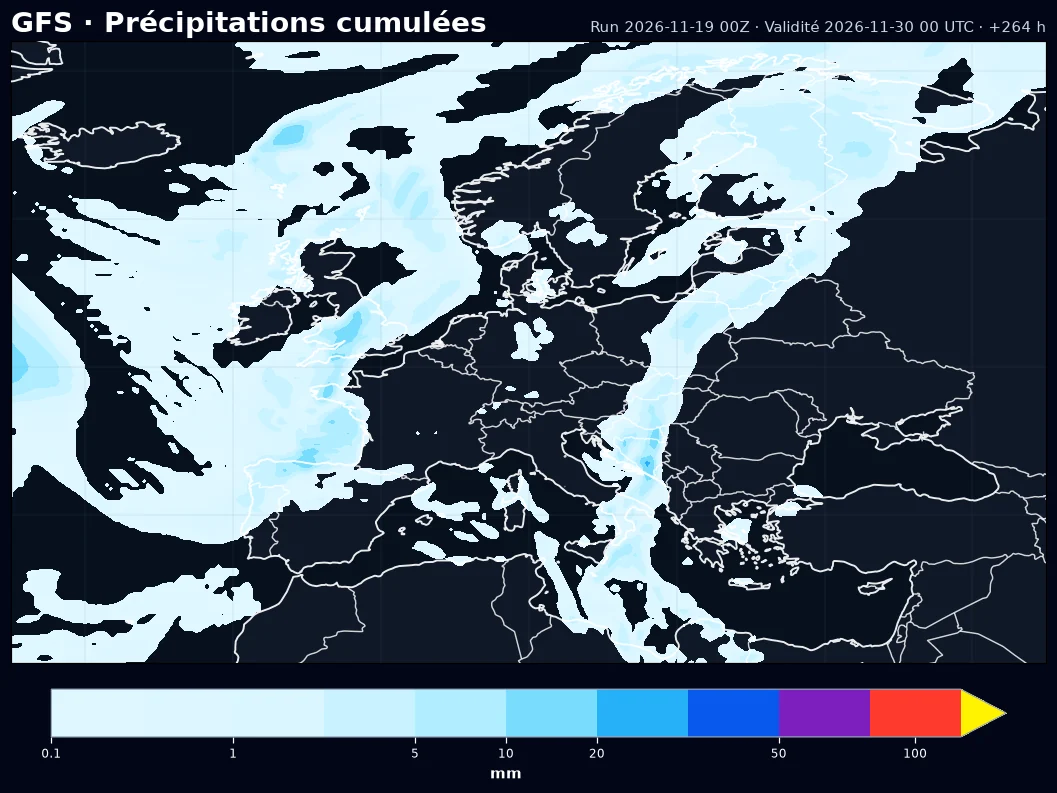 GFS · Précipitations cumulées
Run 2026-11-19 00Z · Validité 2026-11-30 00 UTC · +264 h
0.1 1 5 10 20 50 100
mm